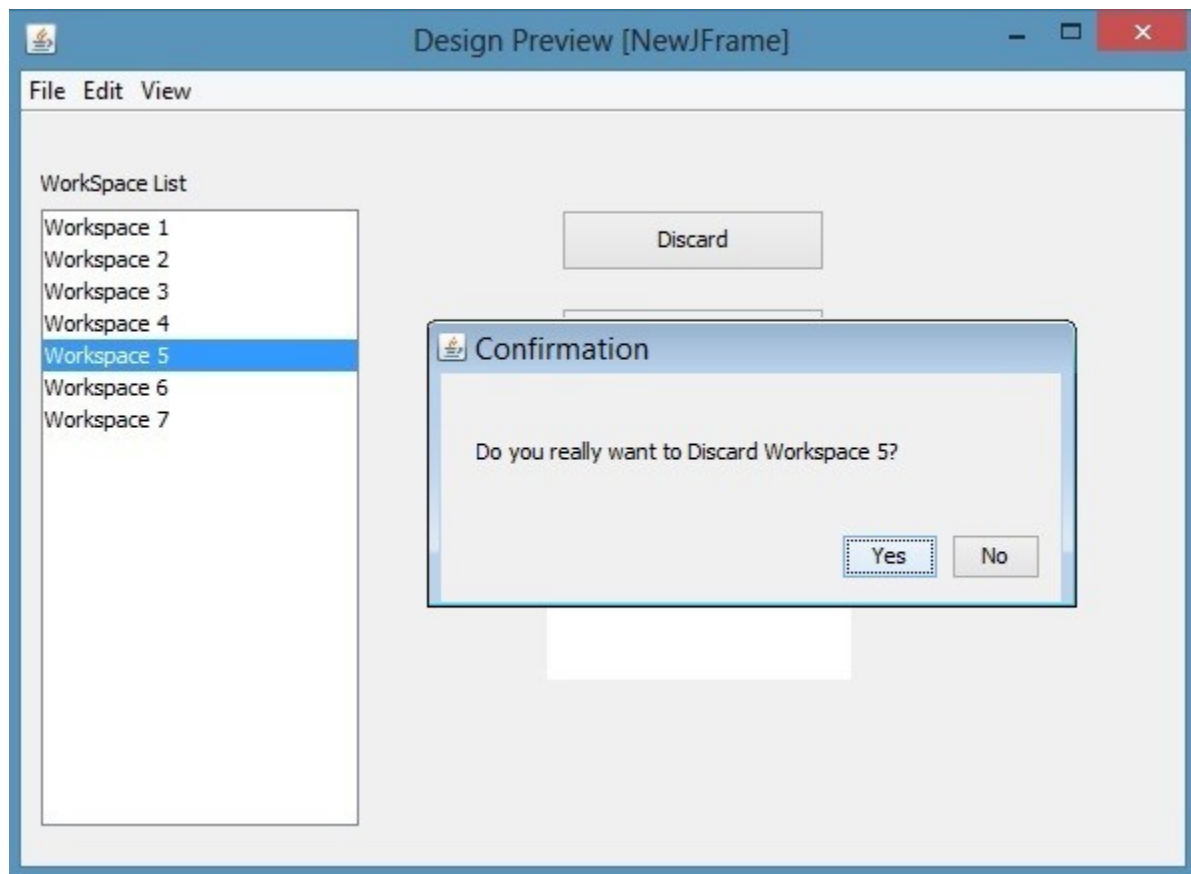 Design Preview [NewJFrame]
File Edit View
WorkSpace List
Workspace 1
Workspace 2
Workspace 3
Workspace 4
Workspace 5
Workspace 6
Workspace 7
Discard
Confirmation
Do you really want to Discard Workspace 5?
Yes No